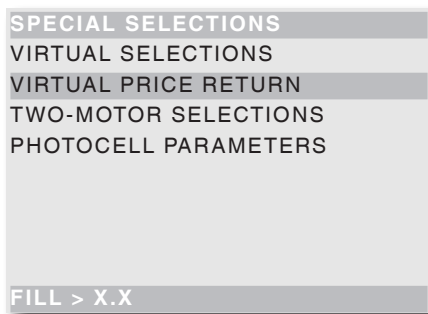 SPECIAL SELECTIONS
VIRTUAL SELECTIONS
VIRTUAL PRICE RETURN
TWO-MOTOR SELECTIONS
PHOTOCELL PARAMETERS
FILL > X.X